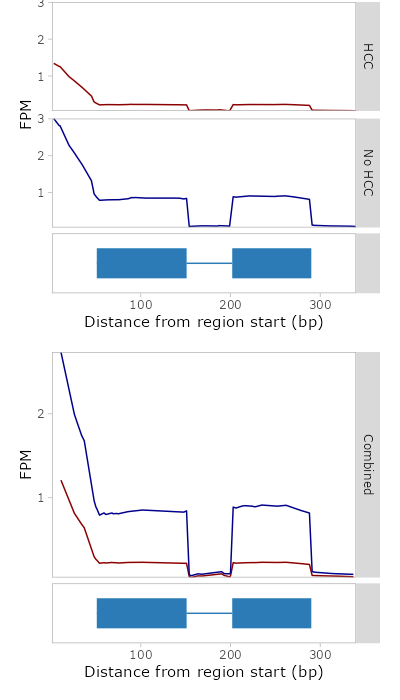 3
2
1
HCC
FPM
3
2
1
No HCC
100 200 300
Distance from region start (bp)
2
1
FPM
Combined
100 200 300
Distance from region start (bp)